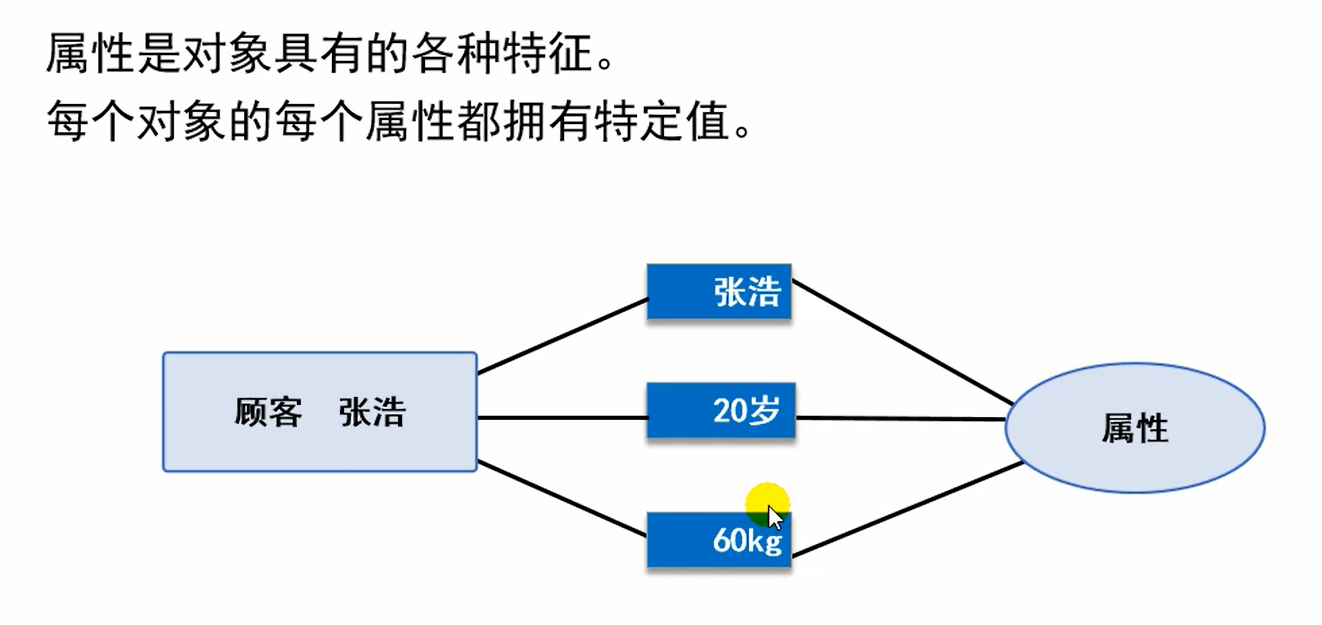 属性是对象具有的各种特征。
每个对象的每个属性都拥有特定值。
张浩
顾客 张浩
20岁
属性
60kg